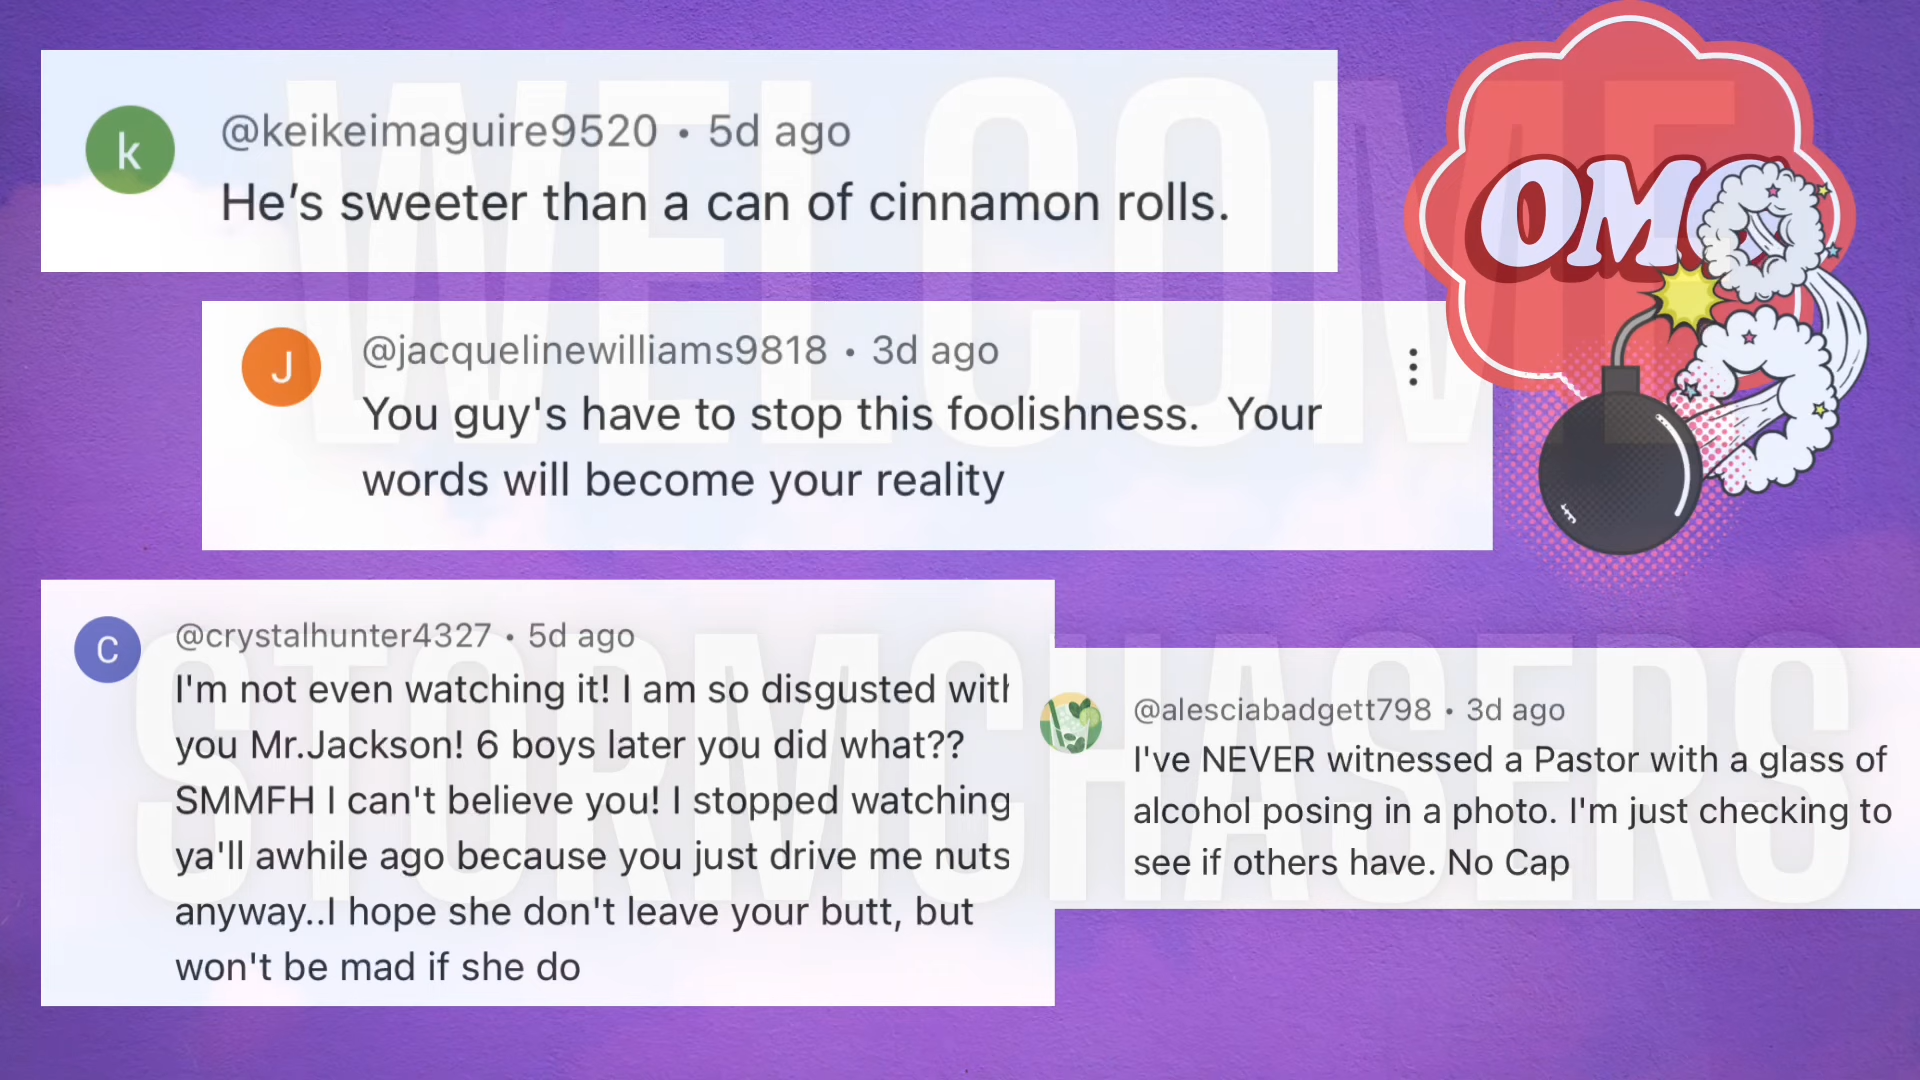 WELCOME
k
@keikeimaguire9520 • 5d ago
He’s sweeter than a can of cinnamon rolls.
OMG
J
@jacquelinewilliams9818 • 3d ago
You guy's have to stop this foolishness.  Your
words will become your reality
STORMCHASERS
C
@crystalhunter4327 • 5d ago
I'm not even watching it! I am so disgusted with
you Mr.Jackson! 6 boys later you did what??
SMMFH I can't believe you! I stopped watching
ya'll awhile ago because you just drive me nuts
anyway..I hope she don't leave your butt, but
won't be mad if she do
@alesciabadgett798 • 3d ago
I've NEVER witnessed a Pastor with a glass of
alcohol posing in a photo. I'm just checking to
see if others have. No Cap